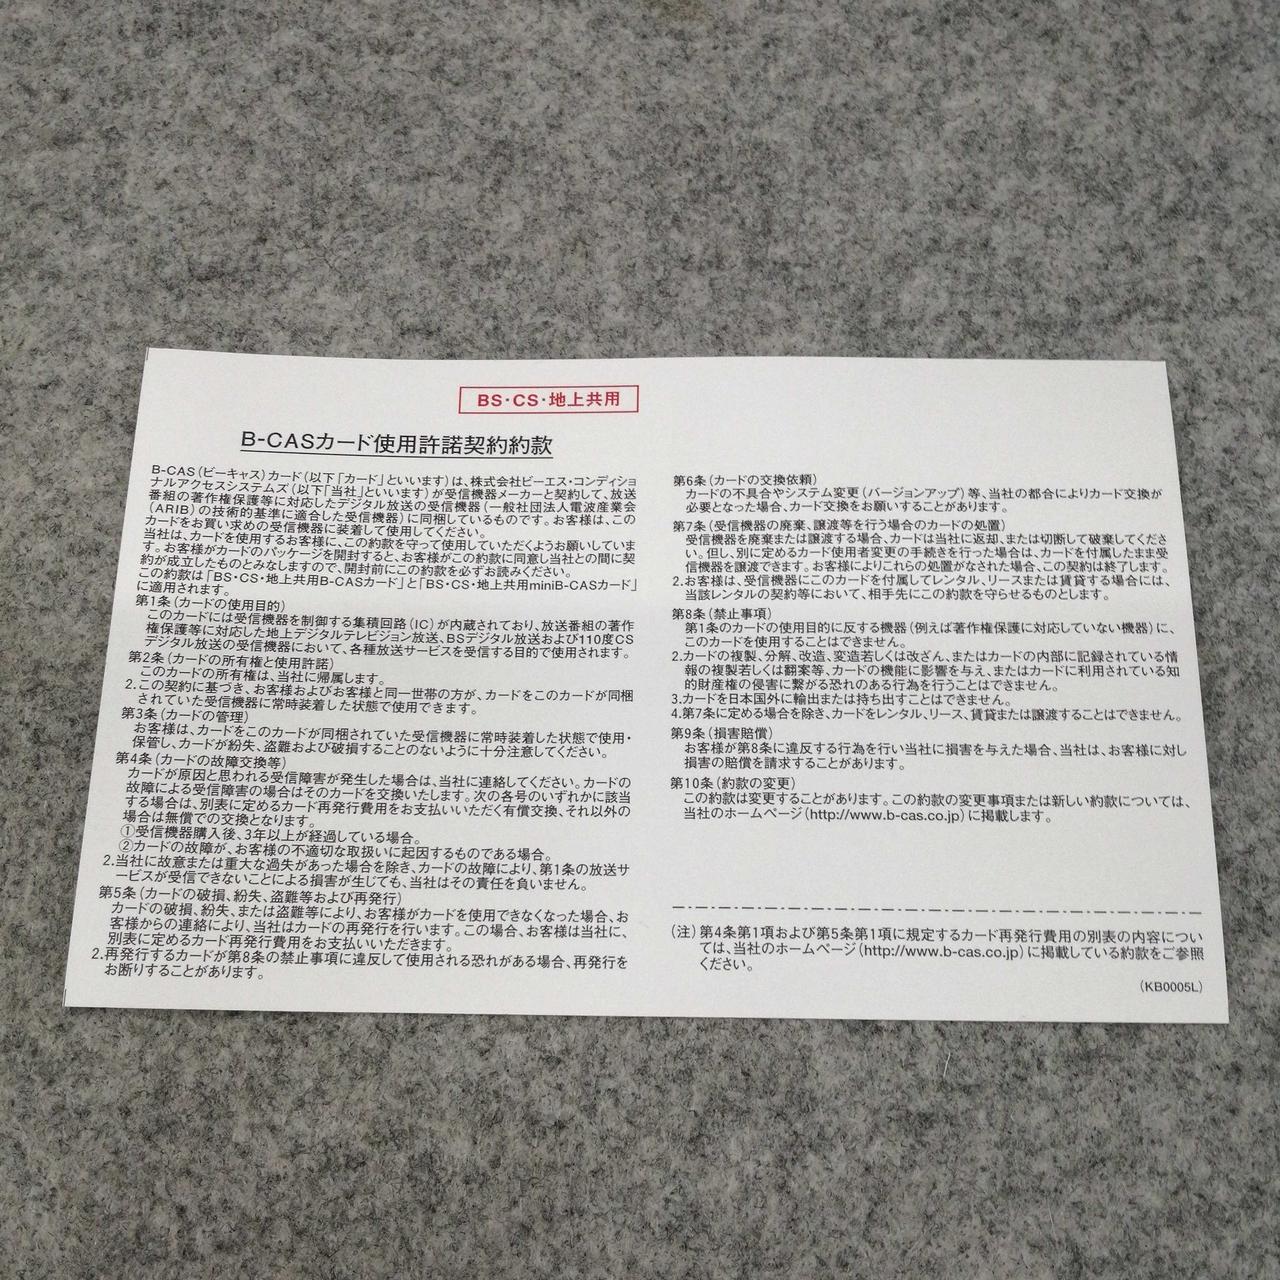 BS・CS・地上共用
B-CASカード使用許諾契約約款
B-CAS(ビーキャス)カード(以下「カード」といいます)は、株式会社ビーエス・コンディショ
ナルアクセスシステムズ(以下「当社」といいます)が受信機器メーカーと契約して、放送
番組の著作権保護等に対応したデジタル放送の受信機器(一般社団法人電波産業会
(ARIB)の技術的基準に適合した受信機器)に同梱しているものです。お客様は、この
カードをお買い求めの受信機器に装着して使用してください。
当社は、カードを使用するお客様に、この約款を守って使用していただくようお願いしていま
す。お客様がカードのパッケージを開封すると、お客様がこの約款に同意し当社との間に契
約が成立したものとみなしますので、開封前にこの約款を必ずお読みください。
この約款は「BS・CS・地上共用B-CASカード」と「BS・CS・地上共用miniB-CASカード」
に適用されます。
第1条(カードの使用目的)
このカードには受信機器を制御する集積回路(IC)が内蔵されており、放送番組の著作
権保護等に対応した地上デジタルテレビジョン放送、BSデジタル放送および110度CS
デジタル放送の受信機器において、各種放送サービスを受信する目的で使用されます。
第2条(カードの所有権と使用許諾)
このカードの所有権は、当社に帰属します。
2.この契約に基づき、お客様およびお客様と同一世帯の方が、カードをこのカードが同梱
されていた受信機器に常時装着した状態で使用できます。
第3条(カードの管理)
お客様は、カードをこのカードが同梱されていた受信機器に常時装着した状態で使用・
保管し、カードが紛失、盗難および破損することのないように十分注意してください。
第4条(カードの故障交換等)
カードが原因と思われる受信障害が発生した場合は、当社に連絡してください。カードの
故障による受信障害の場合はそのカードを交換いたします。次の各号のいずれかに該当
する場合は、別表に定めるカード再発行費用をお支払いいただく有償交換、それ以外の
場合は無償での交換となります。
①受信機器購入後、3年以上が経過している場合。
②カードの故障が、お客様の不適切な取扱いに起因するものである場合。
2.当社に故意または重大な過失があった場合を除き、カードの故障により、第1条の放送サ
ービスが受信できないことによる損害が生じても、当社はその責任を負いません。
第5条(カードの破損、紛失、盗難等および再発行)
カードの破損、紛失、または盗難等により、お客様がカードを使用できなくなった場合、お
客様からの連絡により、当社はカードの再発行を行います。この場合、お客様は当社に、
別表に定めるカード再発行費用をお支払いいただきます。
2.再発行するカードが第8条の禁止事項に違反して使用される恐れがある場合、再発行を
お断りすることがあります。
第6条(カードの交換依頼)
カードの不具合やシステム変更(バージョンアップ)等、当社の都合によりカード交換が
必要となった場合、カード交換をお願いすることがあります。
第7条(受信機器の廃棄、譲渡等を行う場合のカードの処置)
受信機器を廃棄または譲渡する場合、カードは当社に返却、または切断して破棄してくださ
い。但し、別に定めるカード使用者変更の手続きを行った場合は、カードを付属したまま受
信機器を譲渡できます。お客様によりこれらの処置がなされた場合、この契約は終了します。
2.お客様は、受信機器にこのカードを付属してレンタル、リースまたは賃貸する場合には、
当該レンタルの契約等において、相手先にこの約款を守らせるものとします。
第8条(禁止事項)
第1条のカードの使用目的に反する機器(例えば著作権保護に対応していない機器)に、
このカードを使用することはできません。
2.カードの複製、分解、改造、変造若しくは改ざん、またはカードの内部に記録されている情
報の複製若しくは翻案等、カードの機能に影響を与え、またはカードに利用されている知
的財産権の侵害に繋がる恐れのある行為を行うことはできません。
3.カードを日本国外に輸出または持ち出すことはできません。
4.第7条に定める場合を除き、カードをレンタル、リース、賃貸または譲渡することはできません。
第9条(損害賠償)
お客様が第8条に違反する行為を行い当社に損害を与えた場合、当社は、お客様に対し
損害の賠償を請求することがあります。
第10条(約款の変更)
この約款は変更することがあります。この約款の変更事項または新しい約款については、
当社のホームページ(http://www.b-cas.co.jp)に掲載します。
(注)第4条第1項および第5条第1項に規定するカード再発行費用の別表の内容につい
ては、当社のホームページ(http://www.b-cas.co.jp)に掲載している約款をご参照
ください。
(KB0005L)